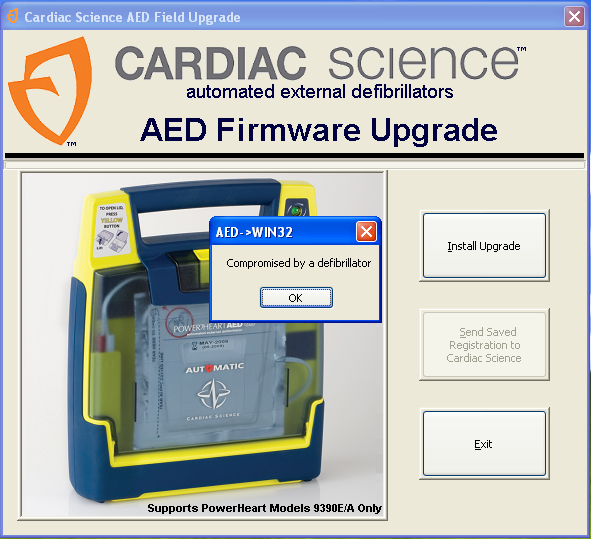 Cardiac Science AED Field Upgrade
CARDIAC science™
automated external defibrillators
AED Firmware Upgrade
TO OPEN LID,
PRESS
YELLOW
BUTTON
AED->WIN32
Compromised by a defibrillator
OK
POWERHEART AED
MAY-2008
AUTOMATIC
CARDIAC SCIENCE
Supports PowerHeart Models 9390E/A Only
Install Upgrade
Send Saved
Registration to
Cardiac Science
Exit